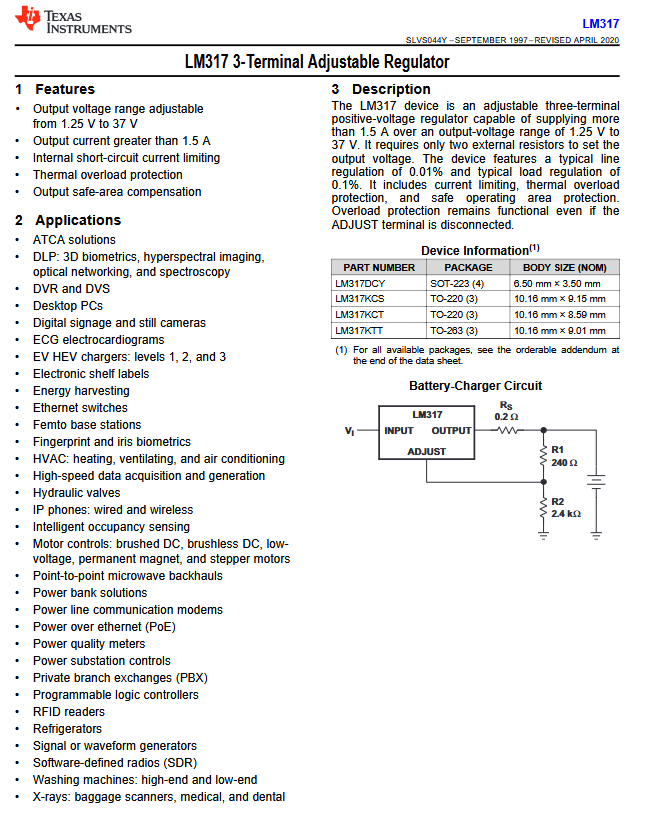 TEXAS
INSTRUMENTS
LM317
SLVS044Y – SEPTEMBER 1997 – REVISED APRIL 2020
LM317 3-Terminal Adjustable Regulator
1 Features
• Output voltage range adjustable
from 1.25 V to 37 V
• Output current greater than 1.5 A
• Internal short-circuit current limiting
• Thermal overload protection
• Output safe-area compensation
2 Applications
• ATCA solutions
• DLP: 3D biometrics, hyperspectral imaging,
optical networking, and spectroscopy
• DVR and DVS
• Desktop PCs
• Digital signage and still cameras
• ECG electrocardiograms
• EV HEV chargers: levels 1, 2, and 3
• Electronic shelf labels
• Energy harvesting
• Ethernet switches
• Femto base stations
• Fingerprint and iris biometrics
• HVAC: heating, ventilating, and air conditioning
• High-speed data acquisition and generation
• Hydraulic valves
• IP phones: wired and wireless
• Intelligent occupancy sensing
• Motor controls: brushed DC, brushless DC, low-
voltage, permanent magnet, and stepper motors
• Point-to-point microwave backhauls
• Power bank solutions
• Power line communication modems
• Power over ethernet (PoE)
• Power quality meters
• Power substation controls
• Private branch exchanges (PBX)
• Programmable logic controllers
• RFID readers
• Refrigerators
• Signal or waveform generators
• Software-defined radios (SDR)
• Washing machines: high-end and low-end
• X-rays: baggage scanners, medical, and dental
3 Description
The LM317 device is an adjustable three-terminal
positive-voltage regulator capable of supplying more
than 1.5 A over an output-voltage range of 1.25 V to
37 V. It requires only two external resistors to set the
output voltage. The device features a typical line
regulation of 0.01% and typical load regulation of
0.1%. It includes current limiting, thermal overload
protection, and safe operating area protection.
Overload protection remains functional even if the
ADJUST terminal is disconnected.
Device Information(1)
PART NUMBER PACKAGE BODY SIZE (NOM)
LM317DCY SOT-223 (4) 6.50 mm × 3.50 mm
LM317KCS TO-220 (3) 10.16 mm × 9.15 mm
LM317KCT TO-220 (3) 10.16 mm × 8.59 mm
LM317KTT TO-263 (3) 10.16 mm × 9.01 mm
(1) For all available packages, see the orderable addendum at
the end of the data sheet.
Battery-Charger Circuit
LM317
VI INPUT OUTPUT
ADJUST
RS
0.2 Ω
R1
240 Ω
R2
2.4 kΩ